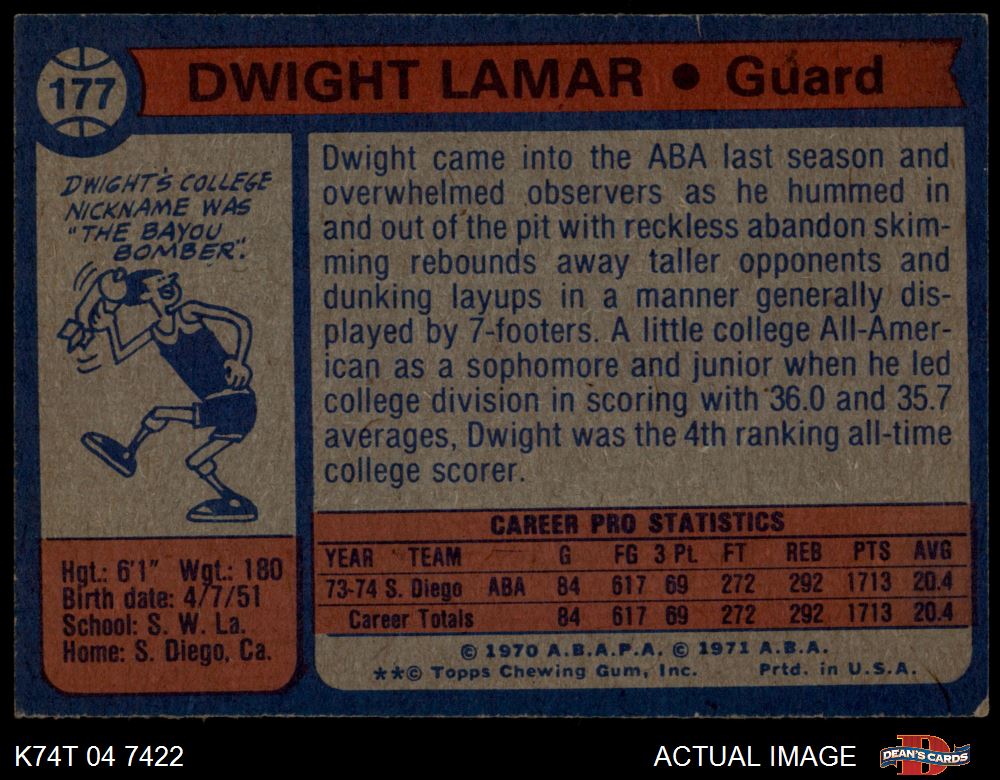 177
DWIGHT LAMAR • Guard
DWIGHT'S COLLEGE
NICKNAME WAS
"THE BAYOU
BOMBER".
Dwight came into the ABA last season and
overwhelmed observers as he hummed in
and out of the pit with reckless abandon skim-
ming rebounds away taller opponents and
dunking layups in a manner generally dis-
played by 7-footers. A little college All-Amer-
ican as a sophomore and junior when he led
college division in scoring with 36.0 and 35.7
averages, Dwight was the 4th ranking all-time
college scorer.
Hgt.: 6'1" Wgt.: 180
Birth date: 4/7/51
School: S. W. La.
Home: S. Diego, Ca.
CAREER PRO STATISTICS
YEAR TEAM G FG 3 Pt. FT REB PTS AVG
73-74 S. Diego ABA 84 617 69 272 292 1713 20.4
Career Totals 84 617 69 272 292 1713 20.4
© 1970 A.B.A.P.A. © 1971 A.B.A.
**© Topps Chewing Gum, Inc. Prtd. in U.S.A.
K74T 04 7422
ACTUAL IMAGE
D
DEAN'S CARDS